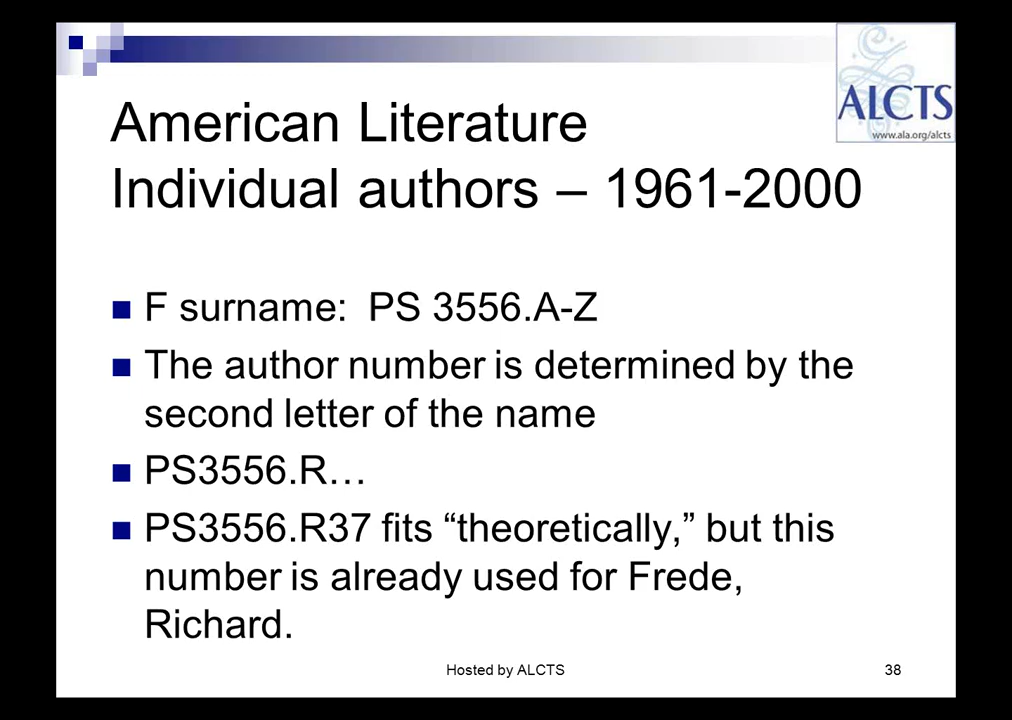 ALCTS
www.ala.org/alcts
American Literature
Individual authors – 1961-2000
F surname:  PS 3556.A-Z
The author number is determined by the
second letter of the name
PS3556.R…
PS3556.R37 fits “theoretically,” but this
number is already used for Frede,
Richard.
Hosted by ALCTS
38